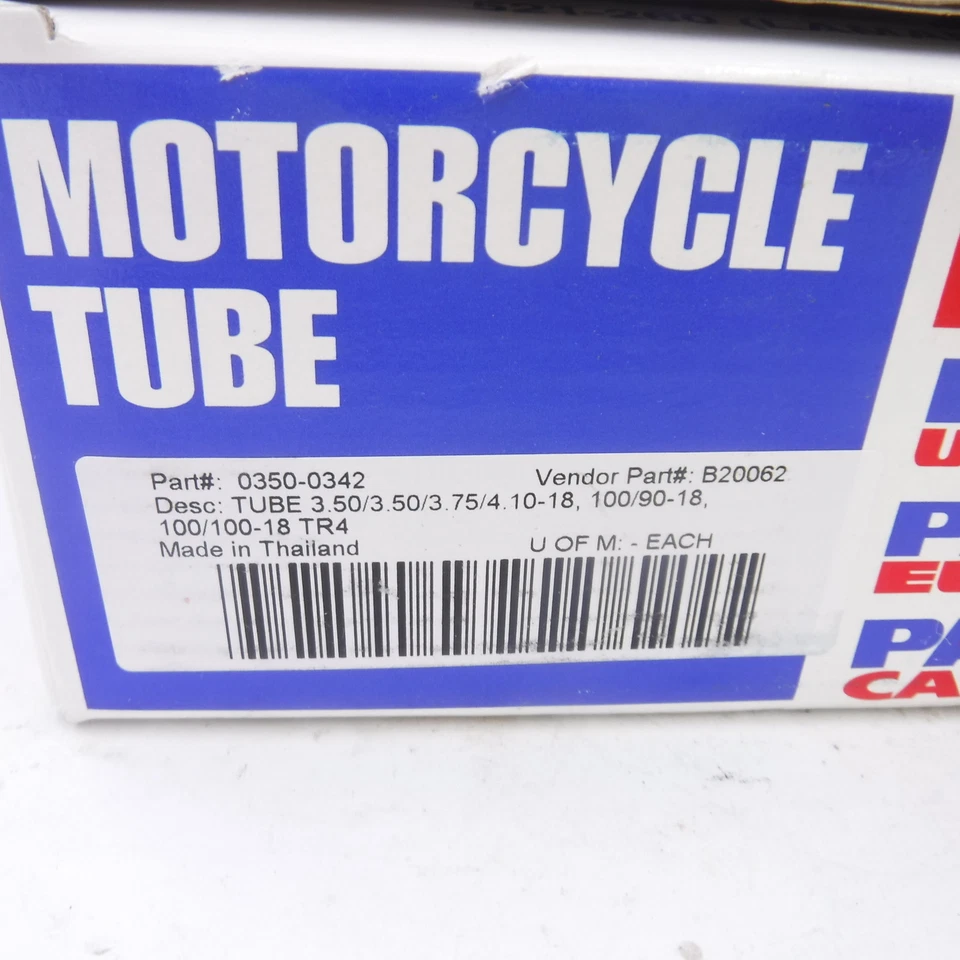 MOTORCYCLE
TUBE
Part#: 0350-0342 Vendor Part#: B20062
Desc: TUBE 3.50/3.50/3.75/4.10-18, 100/90-18,
100/100-18 TR4
Made in Thailand U OF M: - EACH